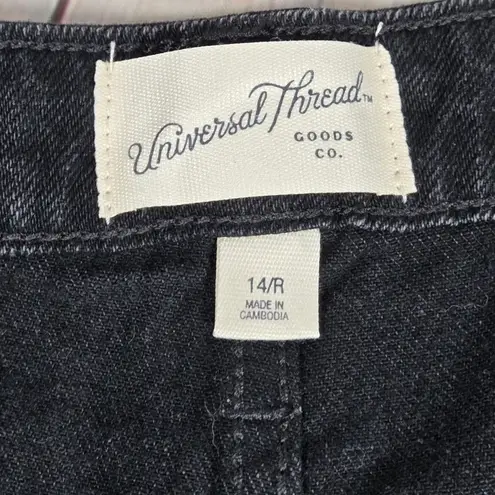 Universal Thread™
GOODS
CO.
14/R
MADE IN
CAMBODIA